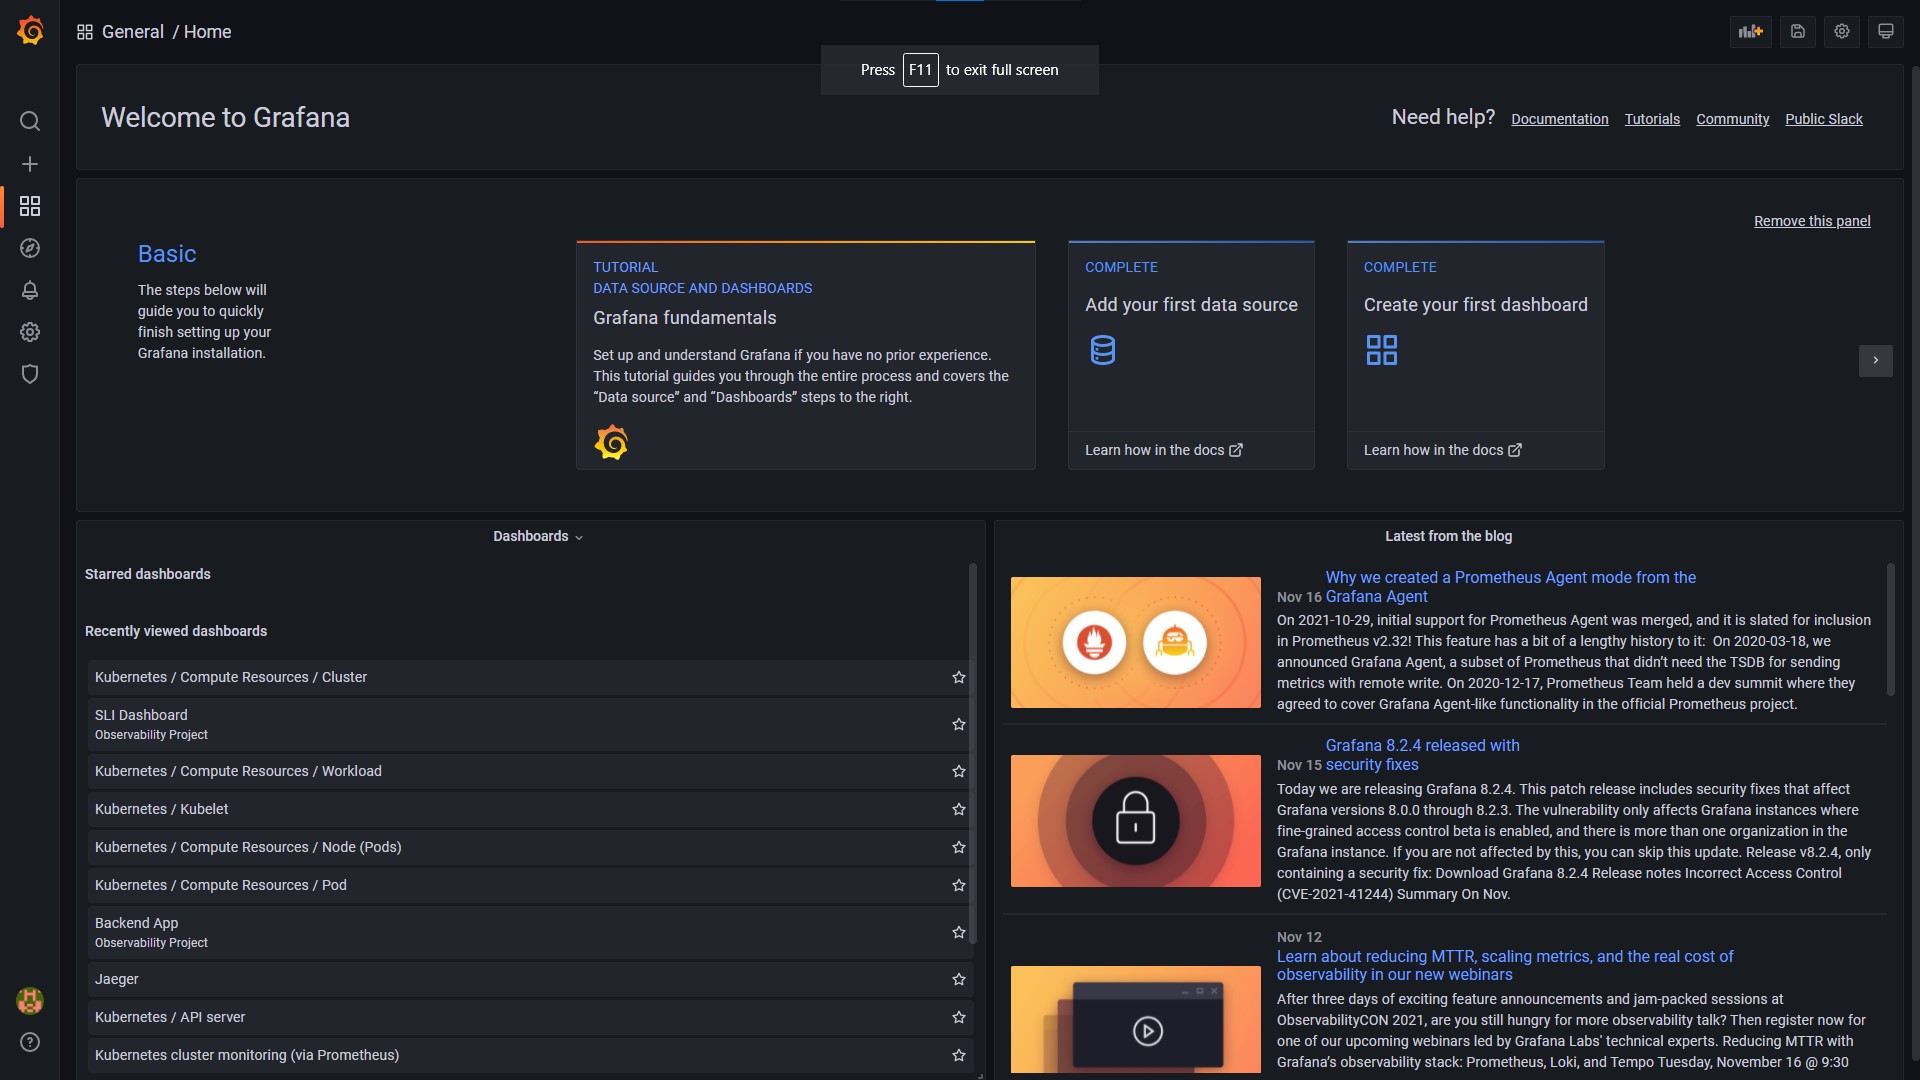 General / Home
Press F11 to exit full screen
Welcome to Grafana
Need help? Documentation Tutorials Community Public Slack
Remove this panel
Basic
The steps below will
guide you to quickly
finish setting up your
Grafana installation.
TUTORIAL
DATA SOURCE AND DASHBOARDS
Grafana fundamentals
Set up and understand Grafana if you have no prior experience.
This tutorial guides you through the entire process and covers the
“Data source” and “Dashboards” steps to the right.
COMPLETE
Add your first data source
Learn how in the docs
COMPLETE
Create your first dashboard
Learn how in the docs
Dashboards
Starred dashboards
Recently viewed dashboards
Kubernetes / Compute Resources / Cluster
SLI Dashboard
Observability Project
Kubernetes / Compute Resources / Workload
Kubernetes / Kubelet
Kubernetes / Compute Resources / Node (Pods)
Kubernetes / Compute Resources / Pod
Backend App
Observability Project
Jaeger
Kubernetes / API server
Kubernetes cluster monitoring (via Prometheus)
Latest from the blog
Why we created a Prometheus Agent mode from the
Nov 16 Grafana Agent
On 2021-10-29, initial support for Prometheus Agent was merged, and it is slated for inclusion
in Prometheus v2.32! This feature has a bit of a lengthy history to it: On 2020-03-18, we
announced Grafana Agent, a subset of Prometheus that didn’t need the TSDB for sending
metrics with remote write. On 2020-12-17, Prometheus Team held a dev summit where they
agreed to cover Grafana Agent-like functionality in the official Prometheus project.
Grafana 8.2.4 released with
Nov 15 security fixes
Today we are releasing Grafana 8.2.4. This patch release includes security fixes that affect
Grafana versions 8.0.0 through 8.2.3. The vulnerability only affects Grafana instances where
fine-grained access control beta is enabled, and there is more than one organization in the
Grafana instance. If you are not affected by this, you can skip this update. Release v8.2.4, only
containing a security fix: Download Grafana 8.2.4 Release notes Incorrect Access Control
(CVE-2021-41244) Summary On Nov.
Nov 12
Learn about reducing MTTR, scaling metrics, and the real cost of
observability in our new webinars
After three days of exciting feature announcements and jam-packed sessions at
ObservabilityCON 2021, are you still hungry for more observability talk? Then register now for
one of our upcoming webinars led by Grafana Labs’ technical experts. Reducing MTTR with
Grafana’s observability stack: Prometheus, Loki, and Tempo Tuesday, November 16 @ 9:30